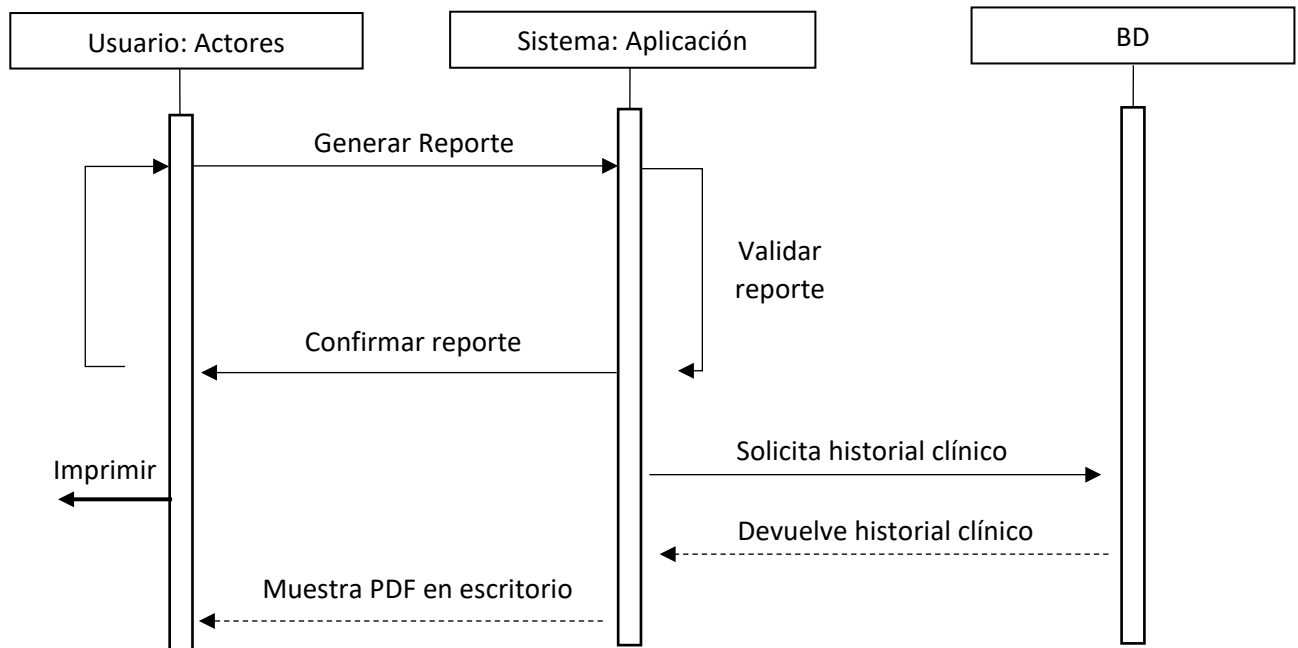 Usuario: Actores
Sistema: Aplicación
BD
Generar Reporte
Validar
reporte
Confirmar reporte
Solicita historial clínico
Imprimir
Devuelve historial clínico
Muestra PDF en escritorio